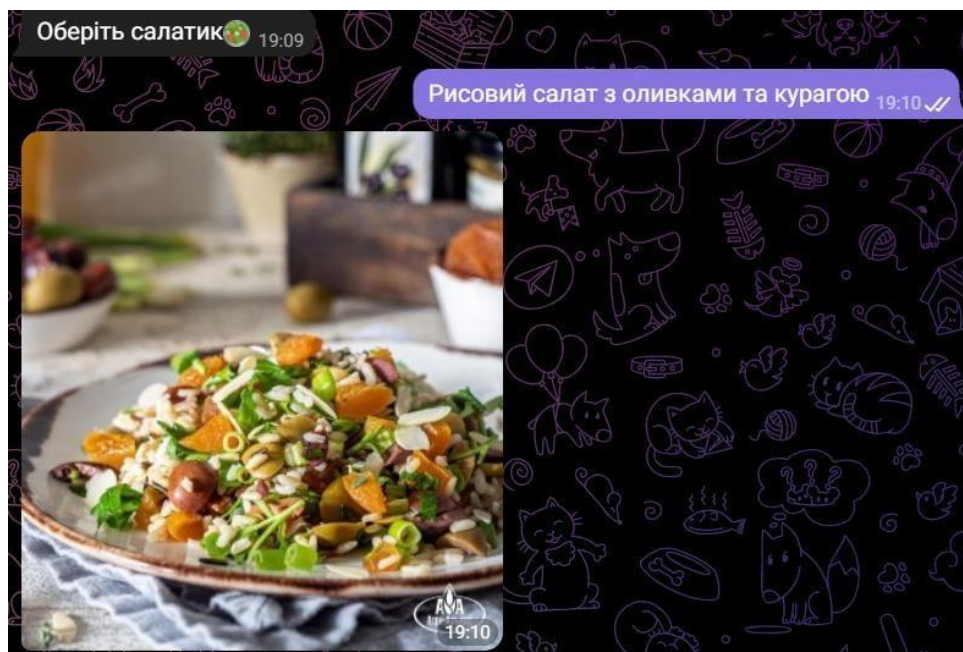 Оберіть салатик 19:09
Рисовий салат з оливками та курагою 19:10
19:10